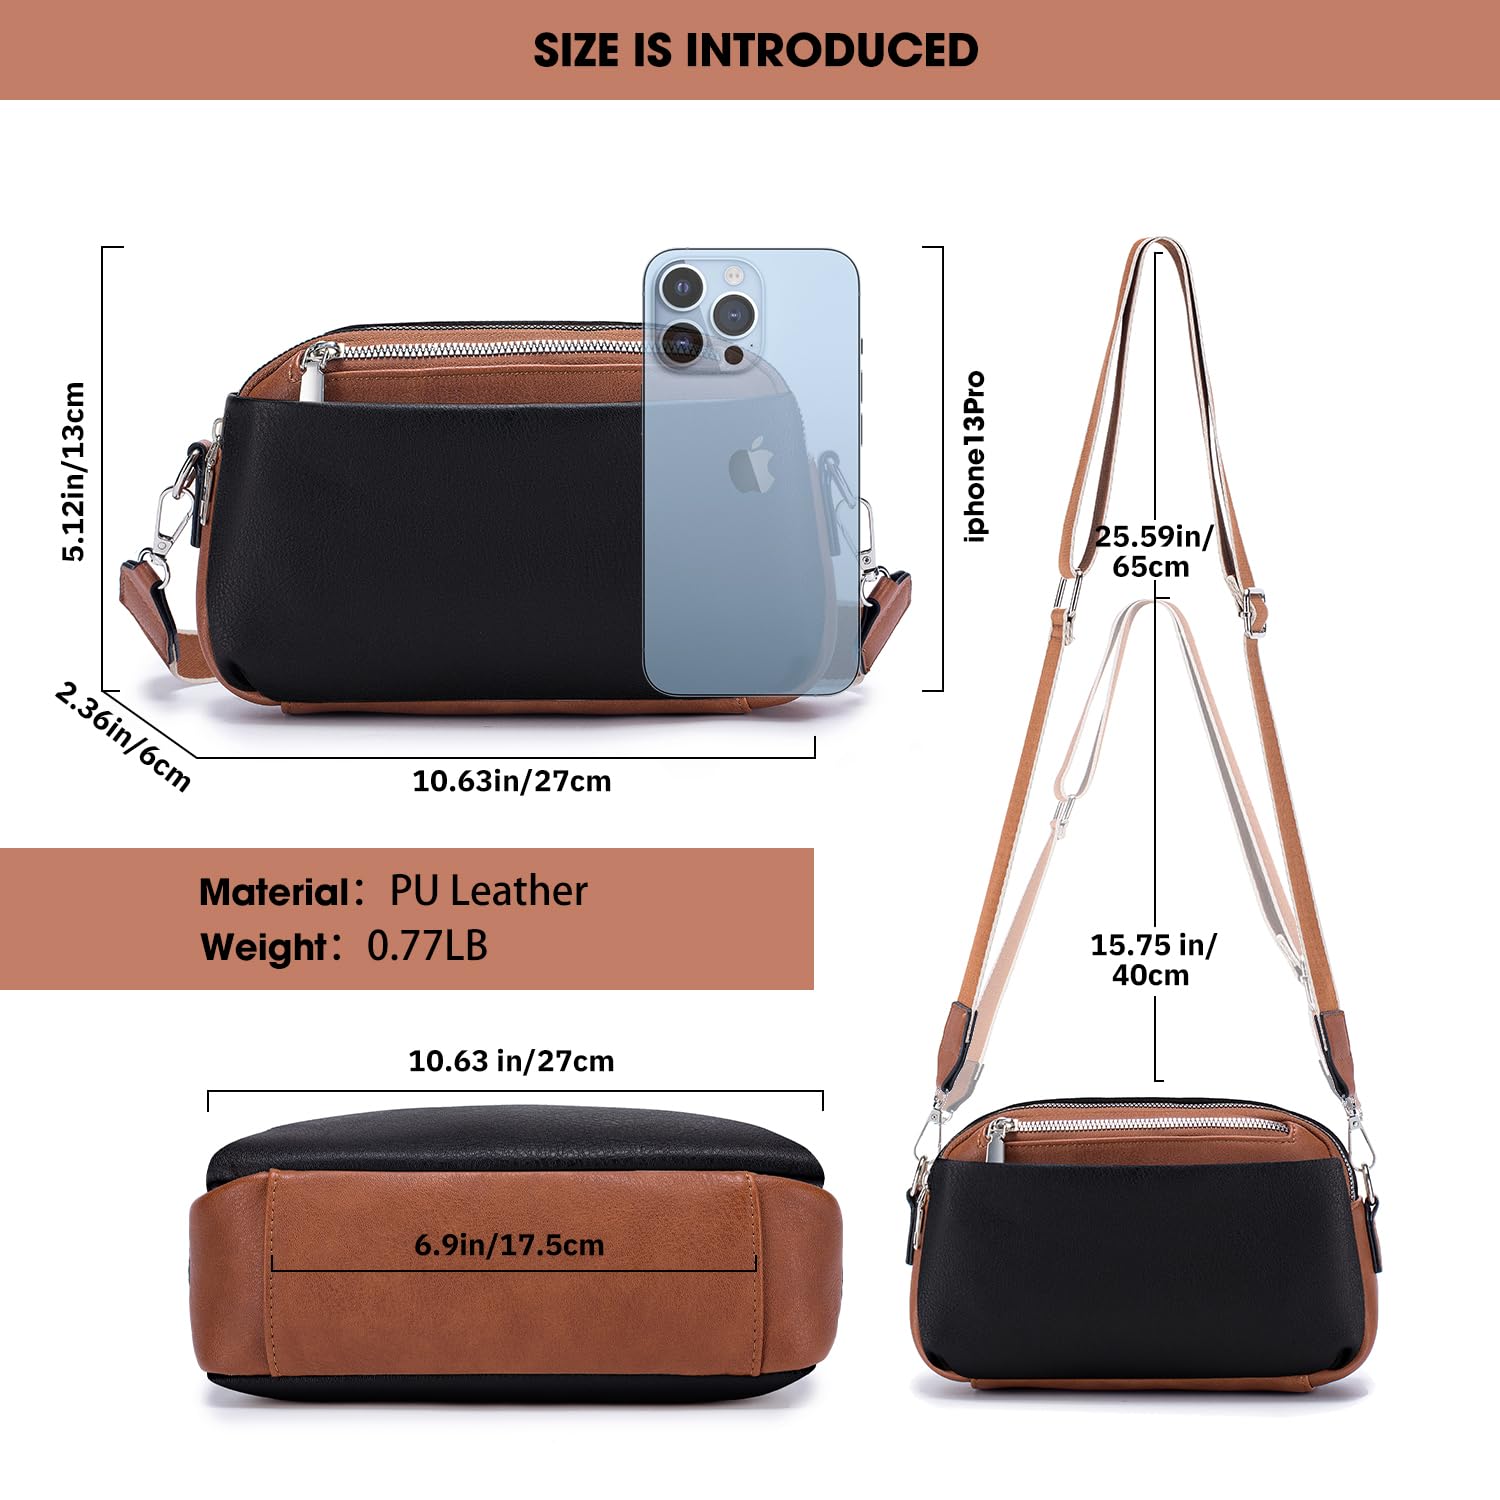 SIZE IS INTRODUCED
5.12in/13cm
iphone13Pro
2.36in/6cm
10.63in/27cm
25.59in/
65cm
Material： PU Leather
Weight： 0.77LB
15.75 in/
40cm
10.63 in/27cm
6.9in/17.5cm